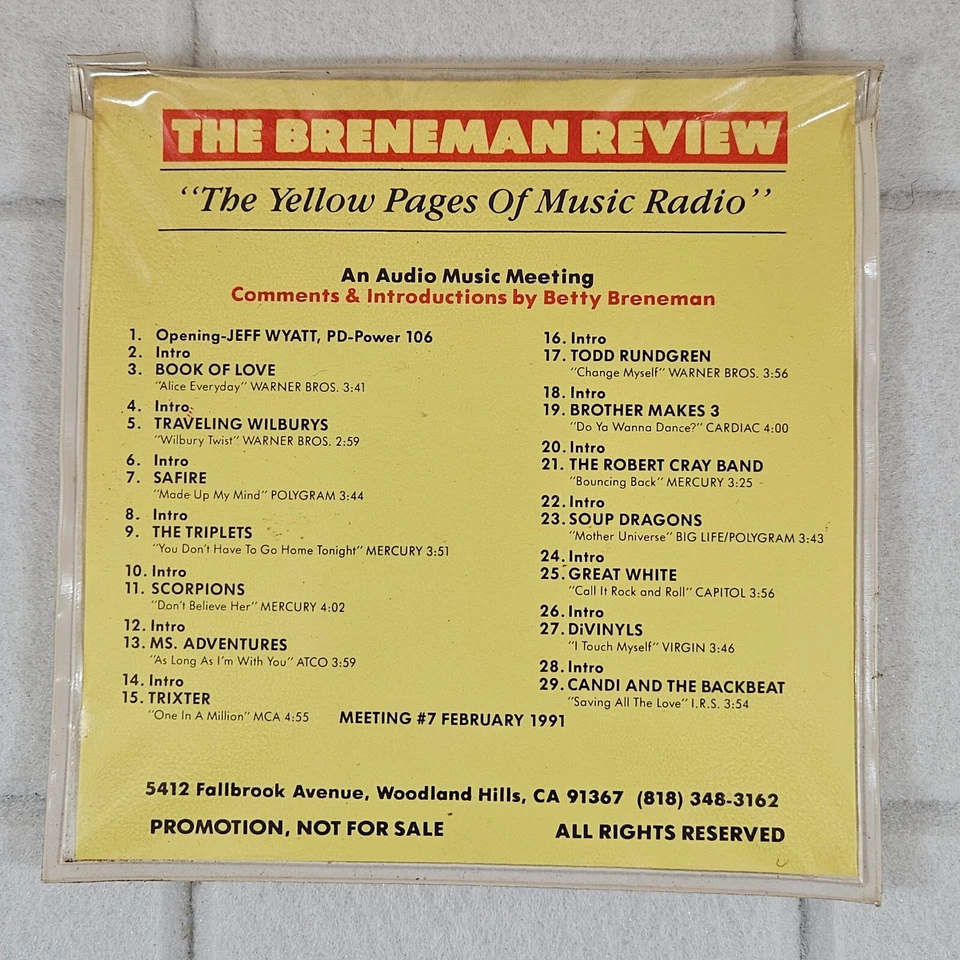 THE BRENEMAN REVIEW
“The Yellow Pages Of Music Radio”
An Audio Music Meeting
Comments & Introductions by Betty Breneman
1. Opening-JEFF WYATT, PD-Power 106
2. Intro
3. BOOK OF LOVE
“Alice Everyday” WARNER BROS. 3:41
4. Intro
5. TRAVELING WILBURYS
“Wilbury Twist” WARNER BROS. 2:59
6. Intro
7. SAFIRE
“Made Up My Mind” POLYGRAM 3:44
8. Intro
9. THE TRIPLETS
“You Don’t Have To Go Home Tonight” MERCURY 3:51
10. Intro
11. SCORPIONS
“Don’t Believe Her” MERCURY 4:02
12. Intro
13. MS. ADVENTURES
“As Long As I’m With You” ATCO 3:59
14. Intro
15. TRIXTER
“One In A Million” MCA 4:55
16. Intro
17. TODD RUNDGREN
“Change Myself” WARNER BROS. 3:56
18. Intro
19. BROTHER MAKES 3
“Do Ya Wanna Dance?” CARDIAC 4:00
20. Intro
21. THE ROBERT CRAY BAND
“Bouncing Back” MERCURY 3:25
22. Intro
23. SOUP DRAGONS
“Mother Universe” BIG LIFE/POLYGRAM 3:43
24. Intro
25. GREAT WHITE
“Call It Rock and Roll” CAPITOL 3:56
26. Intro
27. DiVINYLS
“I Touch Myself” VIRGIN 3:46
28. Intro
29. CANDI AND THE BACKBEAT
“Saving All The Love” I.R.S. 3:54
MEETING #7 FEBRUARY 1991
5412 Fallbrook Avenue, Woodland Hills, CA 91367 (818) 348-3162
PROMOTION, NOT FOR SALE ALL RIGHTS RESERVED